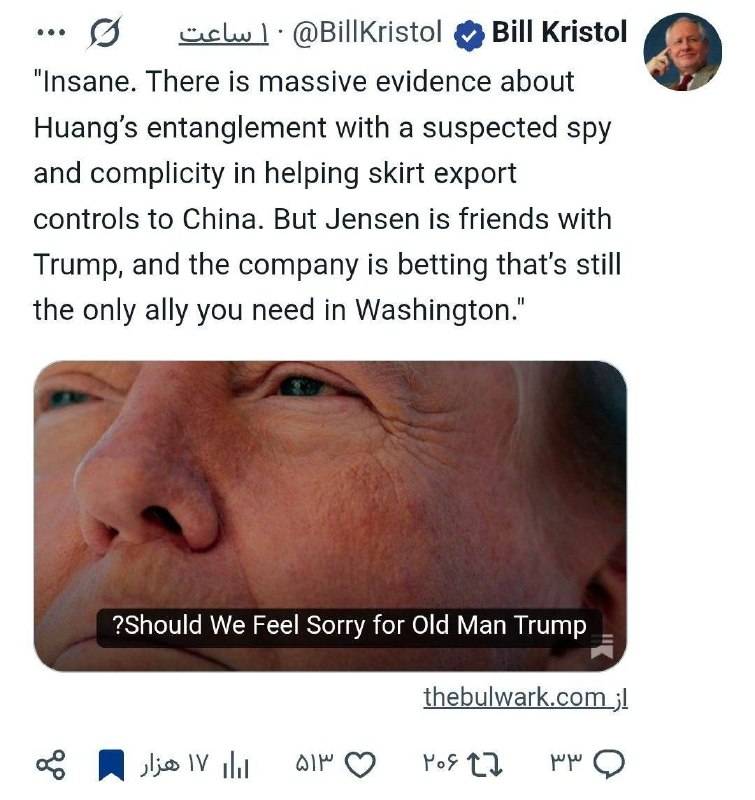 Bill Kristol @BillKristol · ۱ ساعت
"Insane. There is massive evidence about
Huang’s entanglement with a suspected spy
and complicity in helping skirt export
controls to China. But Jensen is friends with
Trump, and the company is betting that’s still
the only ally you need in Washington."
?Should We Feel Sorry for Old Man Trump
از thebulwark.com
۳۳ ۲۰۶ ۵۱۳ ۱۷ هزار